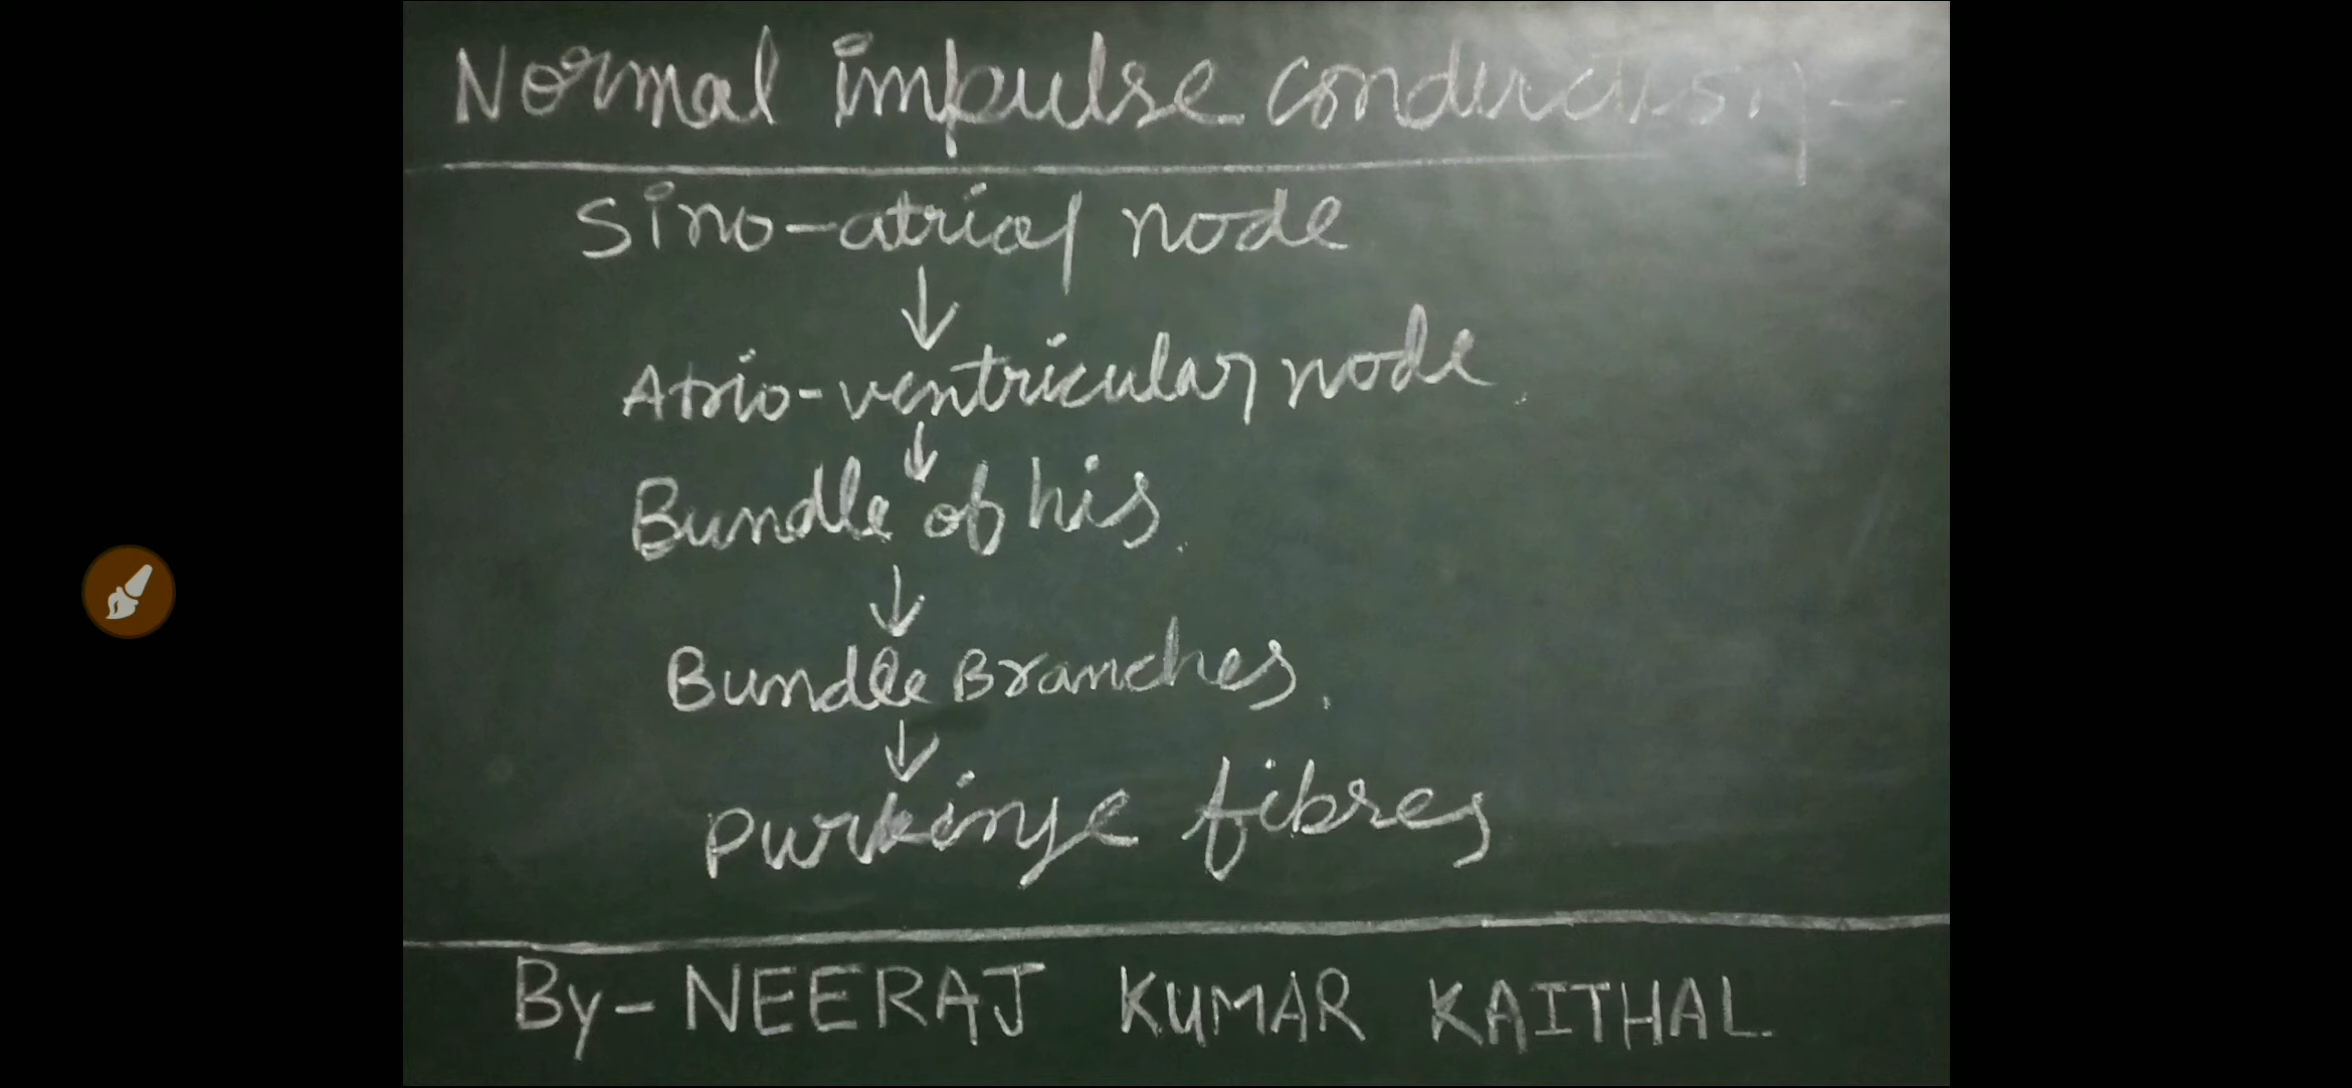 Normal impulse conduction -
Sino-atrial node
↓
Atrio-ventricular node.
↓
Bundle of his.
↓
Bundle Branches.
↓
Purkinje fibres
By- NEERAJ KUMAR KAITHAL.